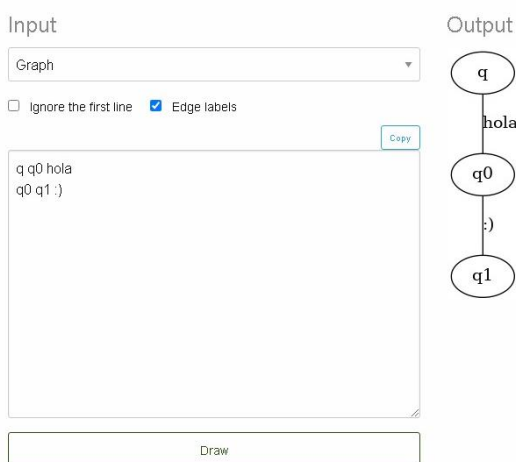 Input
Graph
Ignore the first line
Edge labels
Copy
q q0 hola
q0 q1 :)
Draw
Output
q
hola
q0
:)
q1